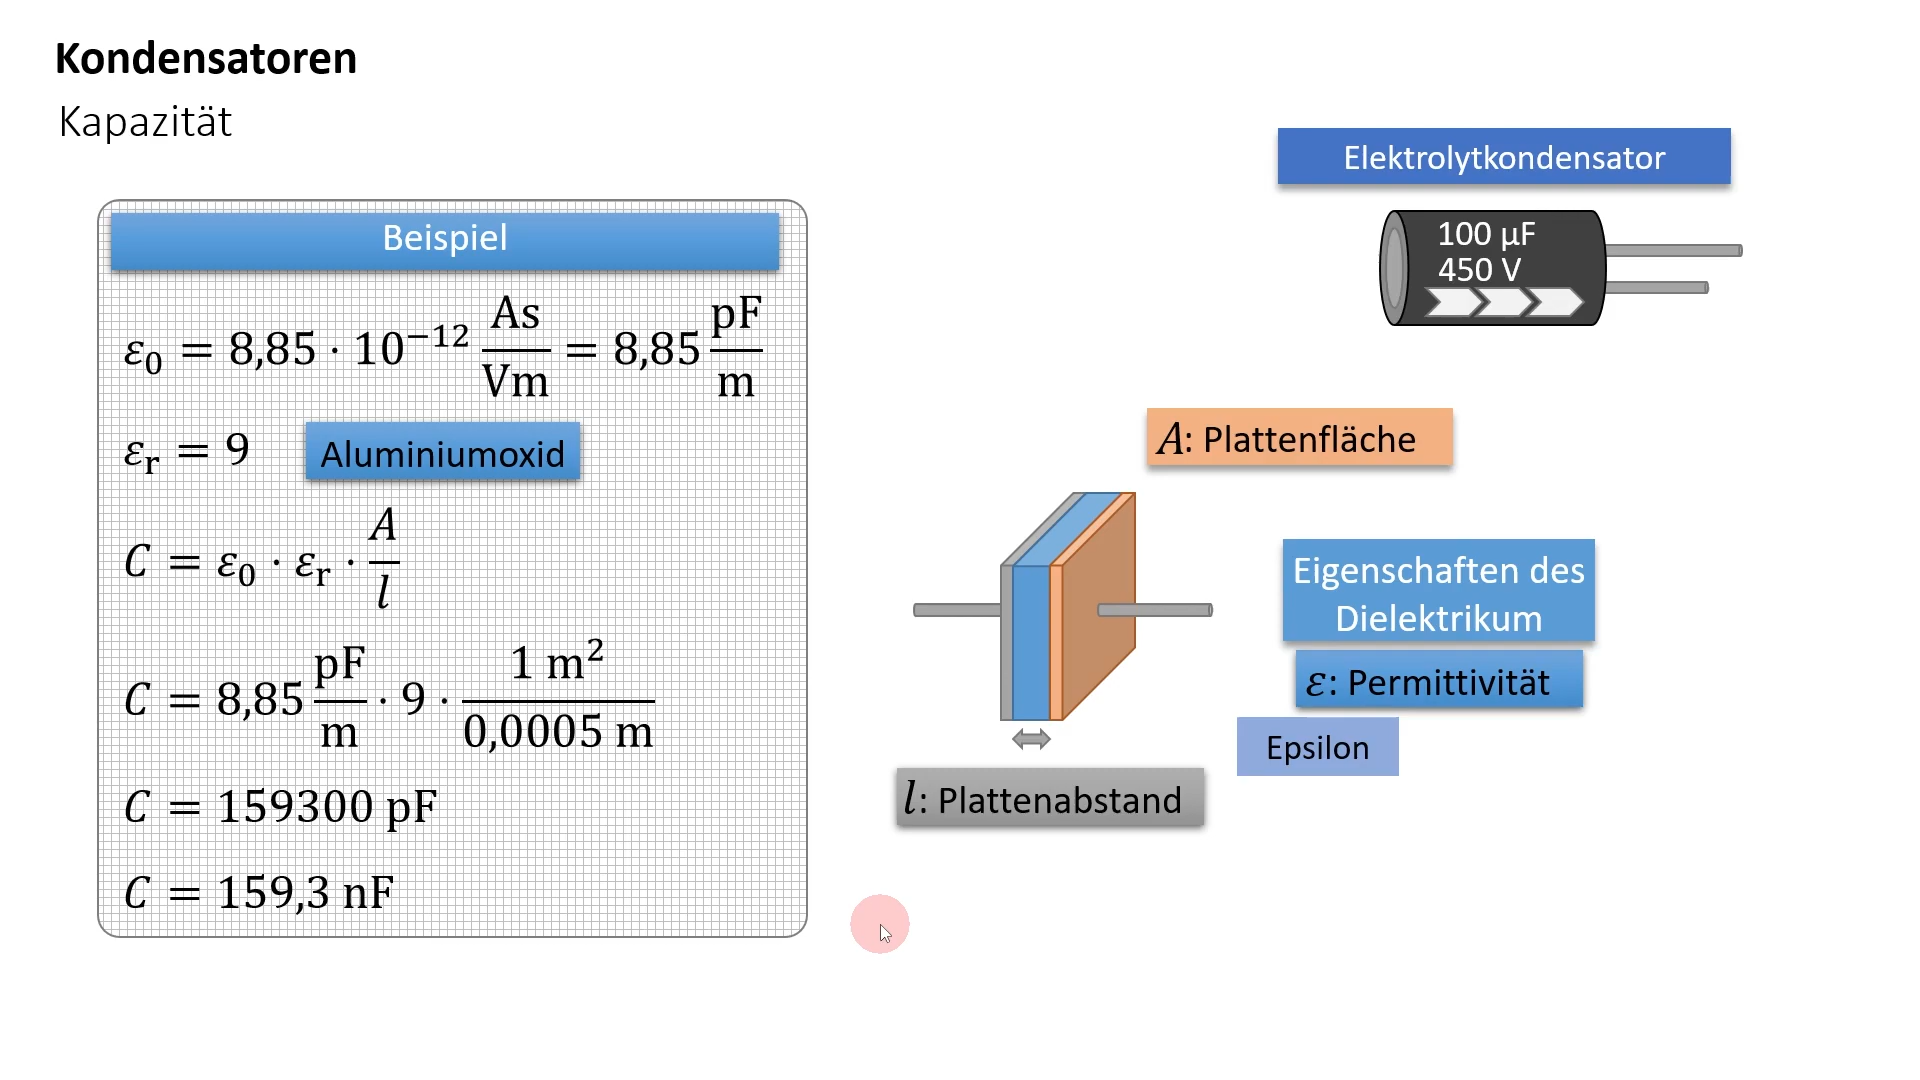 Kondensatoren
Kapazität
Elektrolytkondensator
100 µF
450 V
Beispiel
ε₀ = 8,85 · 10⁻¹² As/Vm = 8,85 pF/m
εᵣ = 9 Aluminiumoxid
C = ε₀ · εᵣ · A/l
C = 8,85 pF/m · 9 · 1 m²/0,0005 m
C = 159300 pF
C = 159,3 nF
A: Plattenfläche
Eigenschaften des
Dielektrikum
ε: Permittivität
Epsilon
l: Plattenabstand